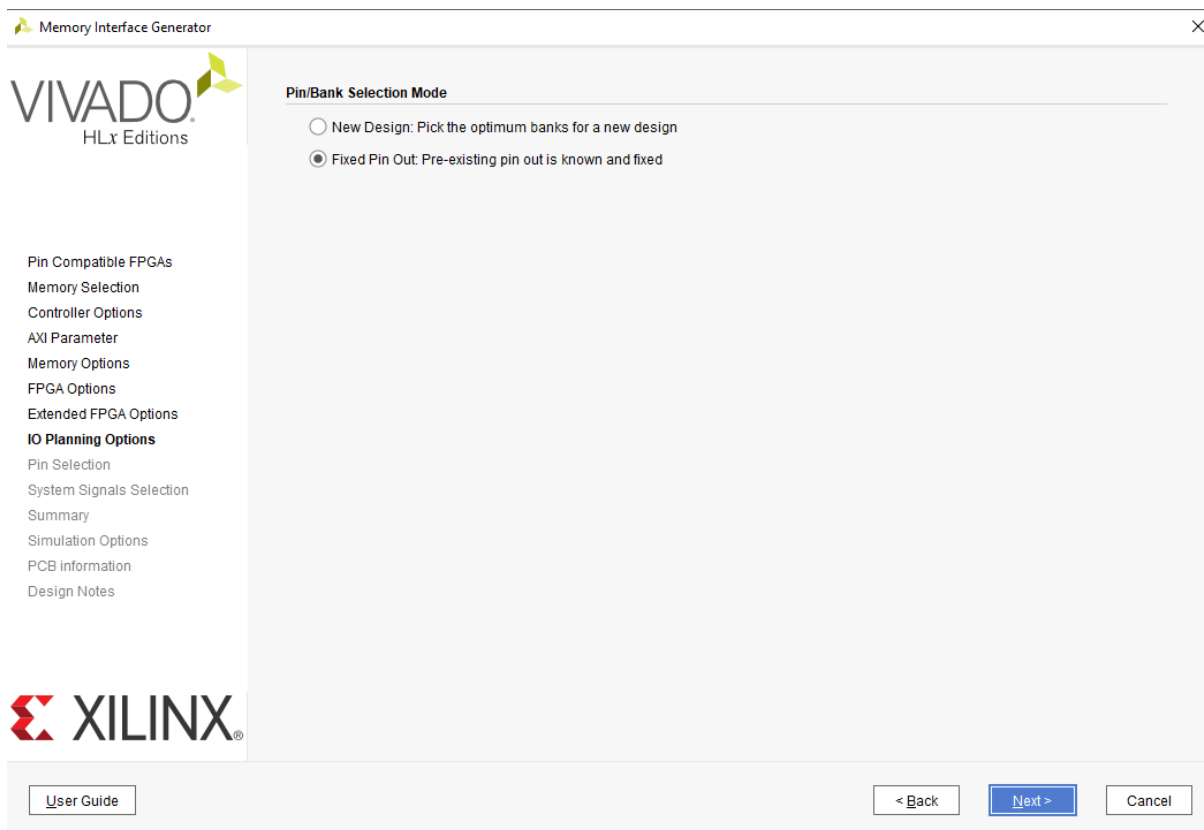 Memory Interface Generator
VIVADO.
HLx Editions
Pin/Bank Selection Mode
New Design: Pick the optimum banks for a new design
Fixed Pin Out: Pre-existing pin out is known and fixed
Pin Compatible FPGAs
Memory Selection
Controller Options
AXI Parameter
Memory Options
FPGA Options
Extended FPGA Options
IO Planning Options
Pin Selection
System Signals Selection
Summary
Simulation Options
PCB information
Design Notes
XILINX®
User Guide
< Back
Next >
Cancel